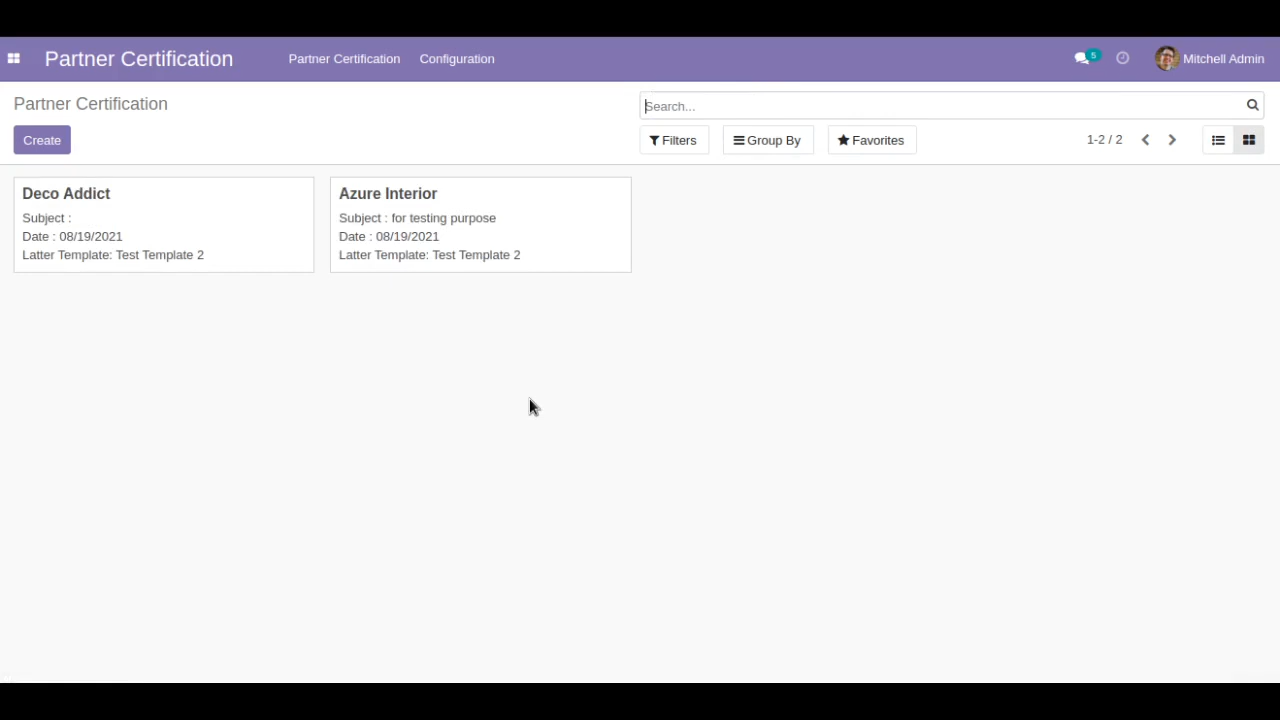 Partner Certification Partner Certification Configuration 5 Mitchell Admin
Partner Certification
Search...
Create Filters Group By Favorites 1-2 / 2
Deco Addict
Subject :
Date : 08/19/2021
Latter Template: Test Template 2
Azure Interior
Subject : for testing purpose
Date : 08/19/2021
Latter Template: Test Template 2